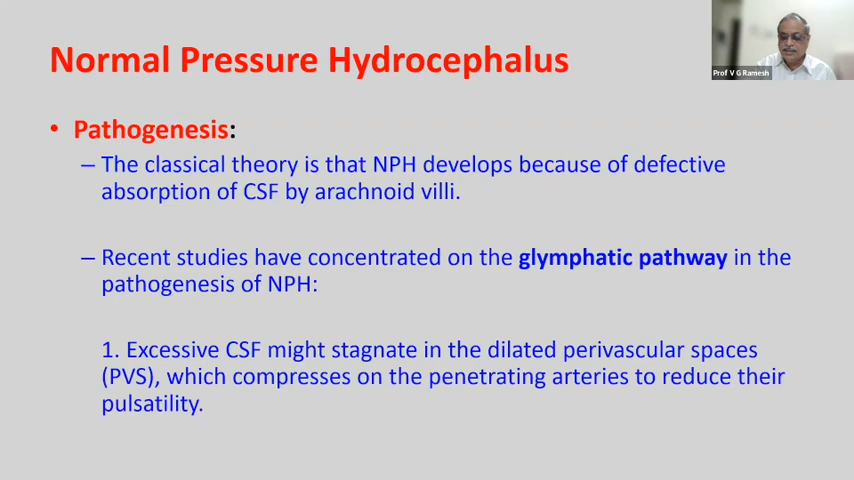 Normal Pressure Hydrocephalus
Prof V G Ramesh
• Pathogenesis:
– The classical theory is that NPH develops because of defective
absorption of CSF by arachnoid villi.
– Recent studies have concentrated on the glymphatic pathway in the
pathogenesis of NPH:
1. Excessive CSF might stagnate in the dilated perivascular spaces
(PVS), which compresses on the penetrating arteries to reduce their
pulsatility.